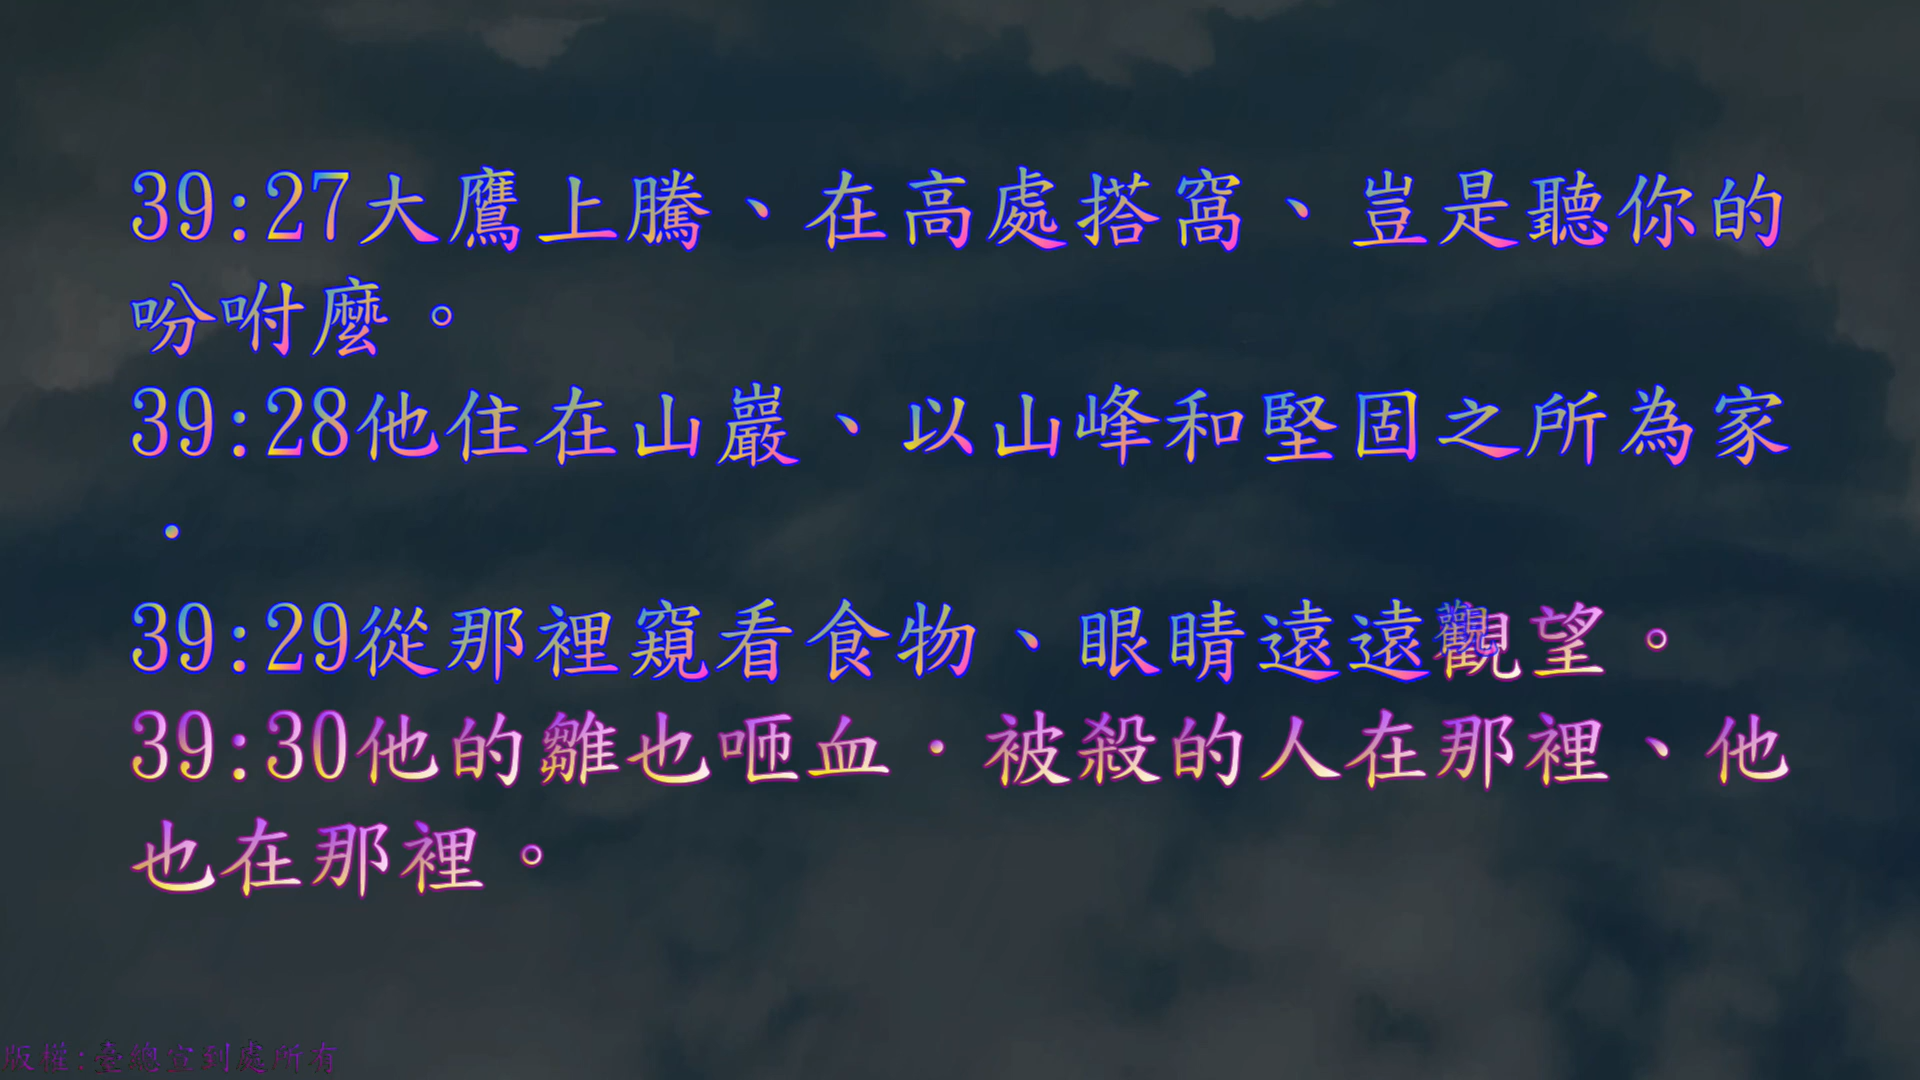 39:27大鷹上騰、在高處搭窩、豈是聽你的
吩咐麼。
39:28他住在山巖、以山峰和堅固之所為家
．
39:29從那裡窺看食物、眼睛遠遠觀望。
39:30他的雛也咂血．被殺的人在那裡、他
也在那裡。
版權:臺總宣到處所有